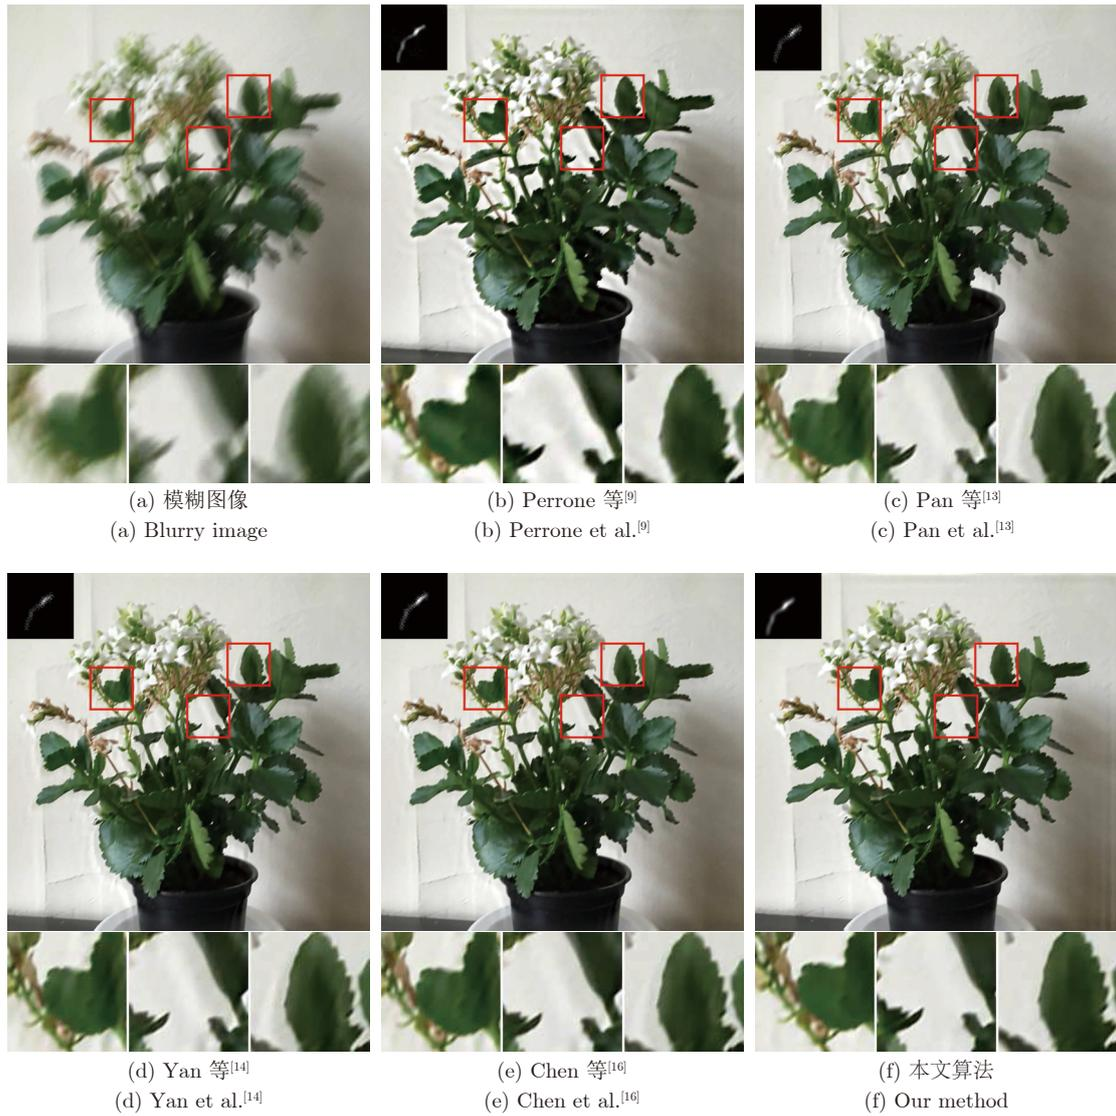 (a) 模糊图像
(a) Blurry image
(b) Perrone 等[9]
(b) Perrone et al.[9]
(c) Pan 等[13]
(c) Pan et al.[13]
(d) Yan 等[14]
(d) Yan et al.[14]
(e) Chen 等[16]
(e) Chen et al.[16]
(f) 本文算法
(f) Our method